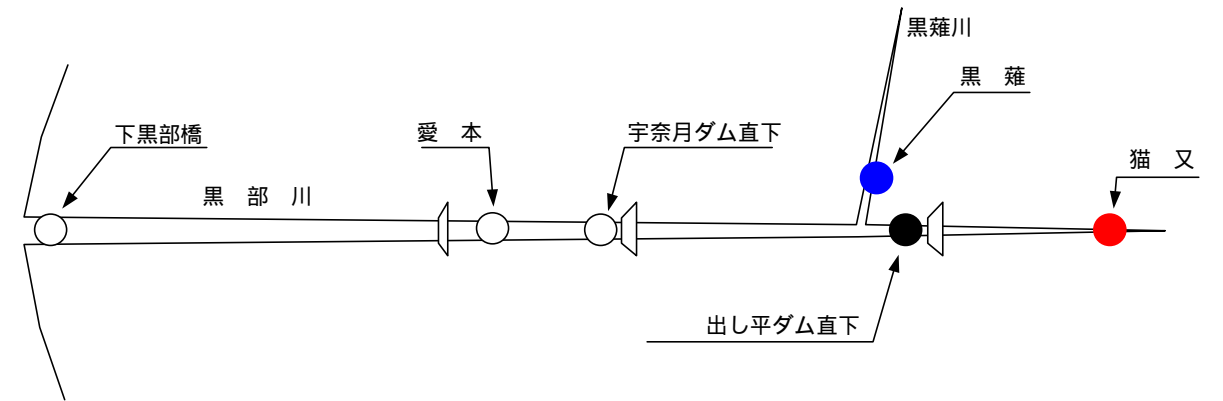 黒薙川
黒　薙
下黒部橋
愛　本
宇奈月ダム直下
猫　又
黒　部　川
出し平ダム直下